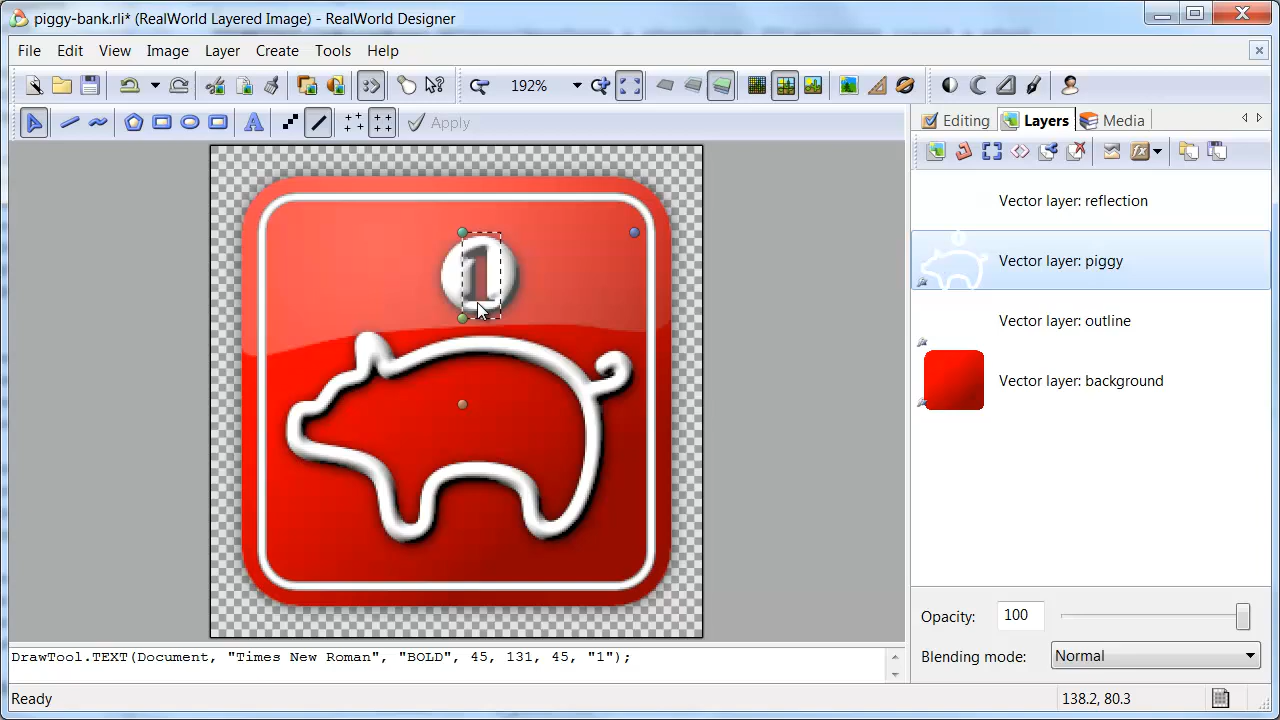 piggy-bank.rli* (RealWorld Layered Image) - RealWorld Designer
File Edit View Image Layer Create Tools Help
192%
Apply
Editing Layers Media
Vector layer: reflection
1
Vector layer: piggy
Vector layer: outline
Vector layer: background
Opacity: 100
Blending mode: Normal
DrawTool.TEXT(Document, "Times New Roman", "BOLD", 45, 131, 45, "1");
Ready 138.2, 80.3